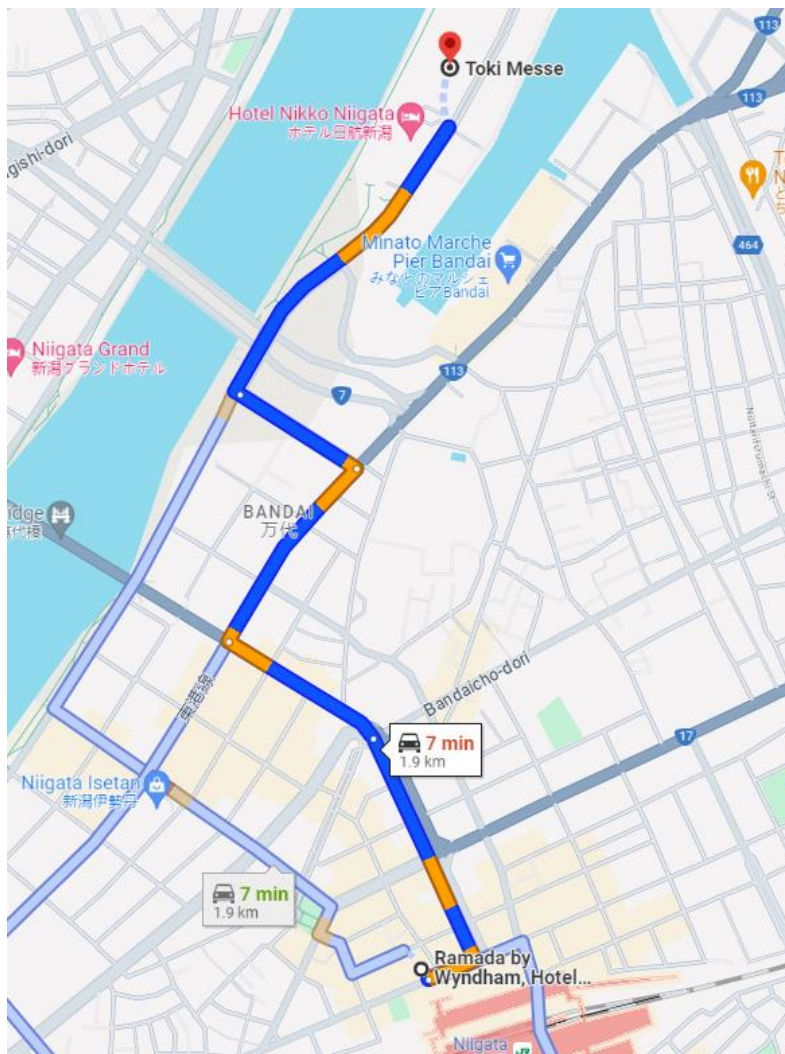 113
Toki Messe
Hotel Nikko Niigata
ホテル日航新潟
113
Minato Marche
Pier Bandai
みなとのマルシェ
ピアBandai
464
Niigata Grand
新潟グランドホテル
113
7
BANDAI
万代
東港線
Bandaicho-dori
17
7 min
1.9 km
Niigata Isetan
新潟伊勢丹
7 min
1.9 km
Ramada by
Wyndham, Hotel...
Niigata